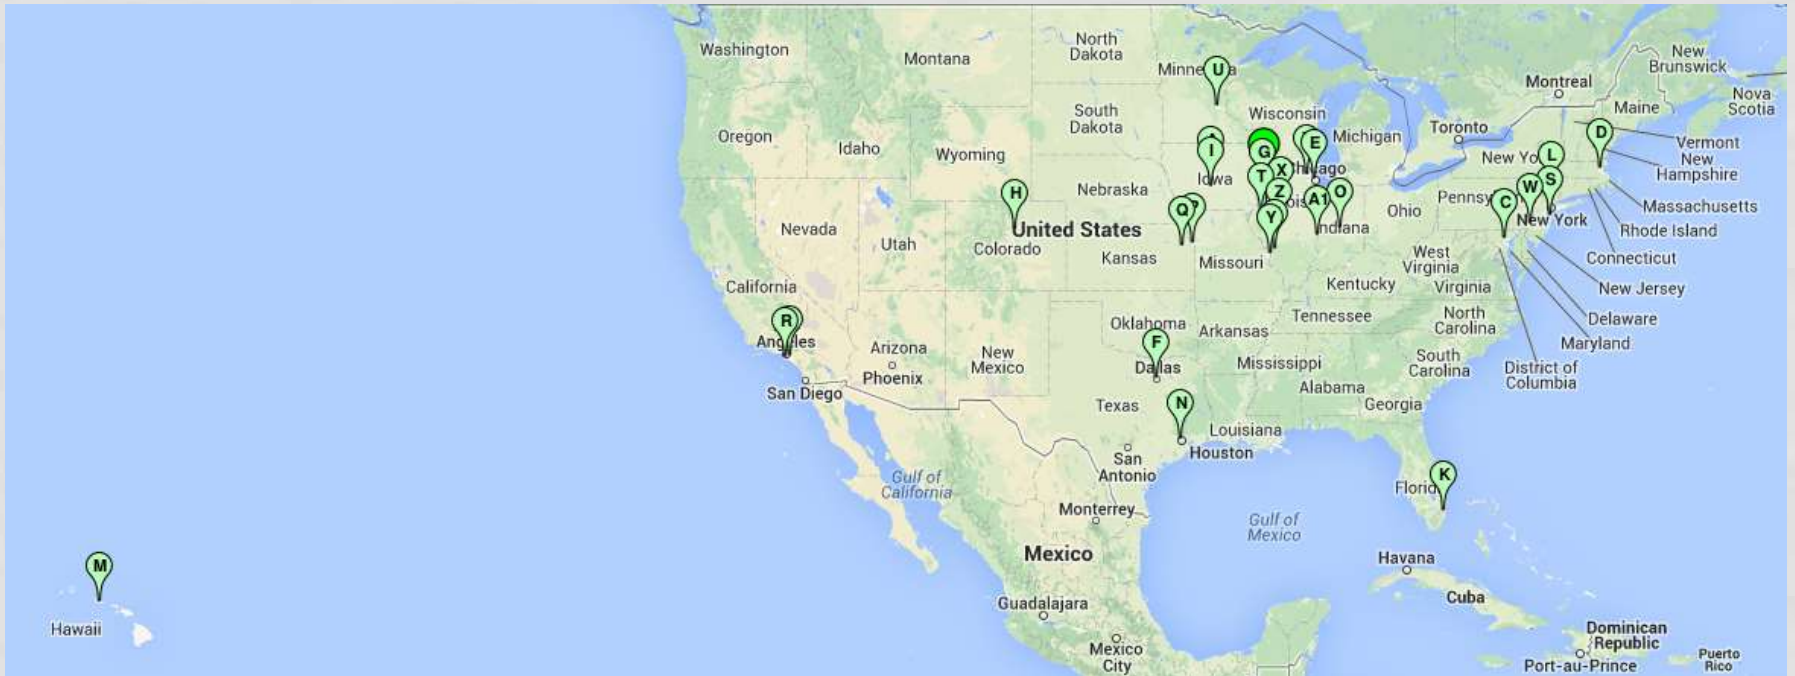 Washington
Montana
North
Dakota
Minne
a
U
Montreal
New
Brunswick
Nova
Scotia
Maine
Oregon
Idaho
Wyoming
South
Dakota
Wisconsin
Michigan
Toronto
Vermont
New
Hampshire
D
E
G
I
L
New Yo
Nebraska
Iowa
T
X
hicago
Z
ois
A1
O
Ohio
Pennsy
W
S
C
New York
Massachusetts
Rhode Island
Connecticut
New Jersey
Delaware
Maryland
District of
Columbia
H
United States
Colorado
Nevada
Utah
Kansas
Q
Y
Missouri
Indiana
West
Virginia
Virginia
Kentucky
California
R
Angeles
San Diego
Arizona
Phoenix
New
Mexico
Oklahoma
Arkansas
Tennessee
North
Carolina
South
Carolina
F
Dallas
Mississippi
Alabama
Georgia
Texas
N
Louisiana
Houston
San
Antonio
K
Florid
Gulf of
California
Monterrey
Gulf of
Mexico
Mexico
Havana
Cuba
M
Hawaii
Guadalajara
Mexico
City
Dominican
Republic
Port-au-Prince
Puerto
Rico